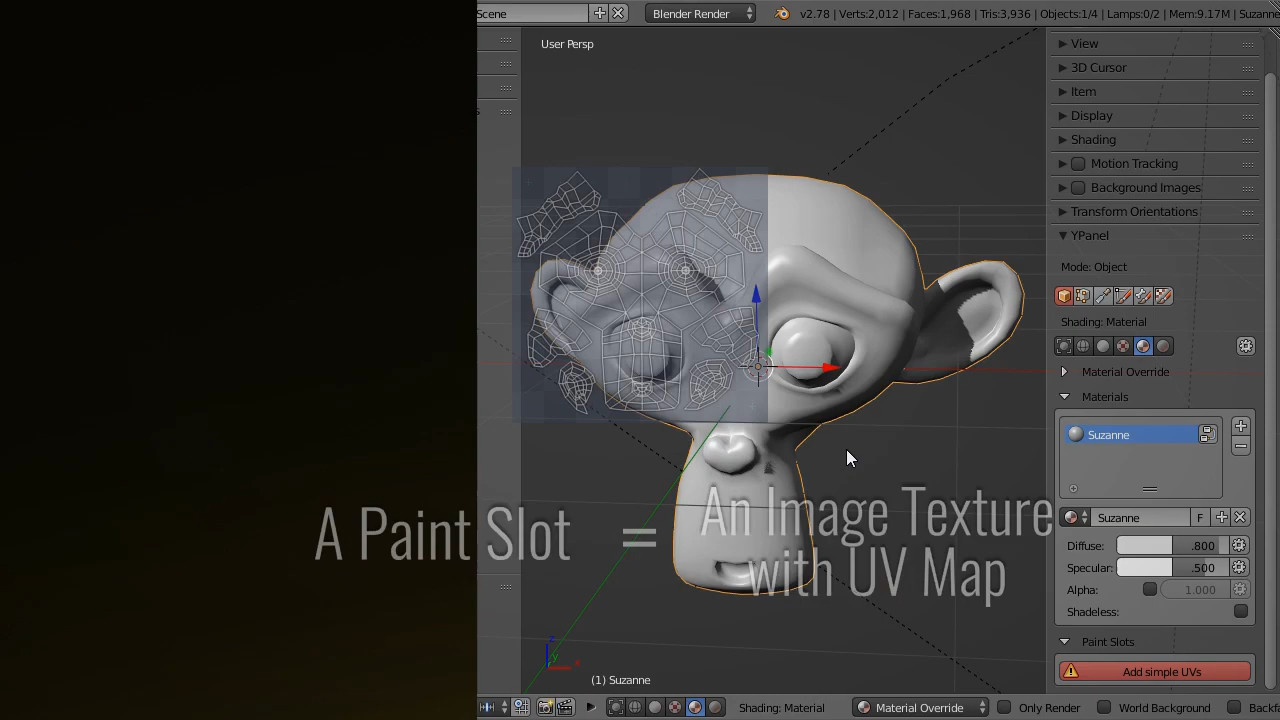 Scene
Blender Render
v2.78 | Verts:2,012 | Faces:1,968 | Tris:3,936 | Objects:1/4 | Lamps:0/2 | Mem:9.17M | Suzanne
User Persp
View
3D Cursor
Item
Display
Shading
Motion Tracking
Background Images
Transform Orientations
YPanel
Mode: Object
Shading: Material
Material Override
Materials
Suzanne
Suzanne
F
Diffuse:
.800
Specular:
.500
Alpha:
1.000
Shadeless:
Paint Slots
Add simple UVs
A Paint Slot
=
An Image Texture
with UV Map
z
y
x
(1) Suzanne
Shading: Material
Material Override
Only Render
World Background
Backf